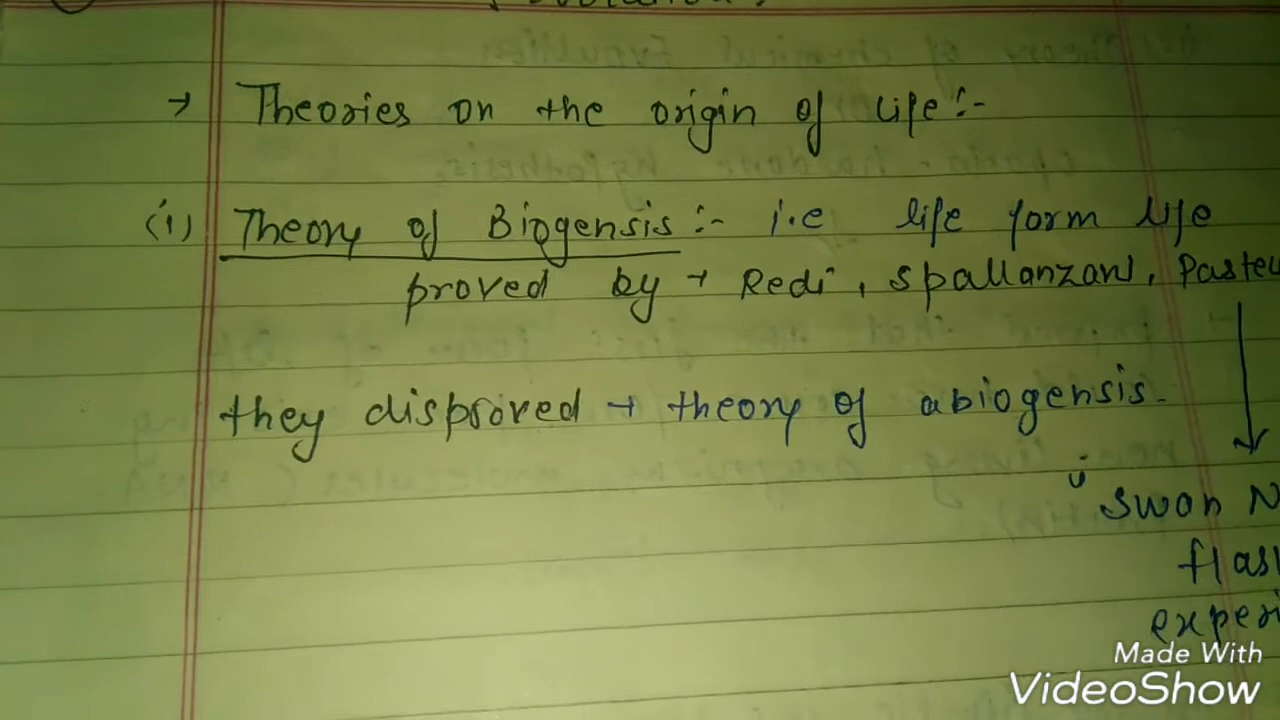 → Theories on the origin of life :-
(i) Theory of Biogensis :- i.e life form life
proved by → Redi, Spallanzani, Pasteu
they disproved → theory of abiogensis.
"Swan N
flas
experi
Made With
VideoShow